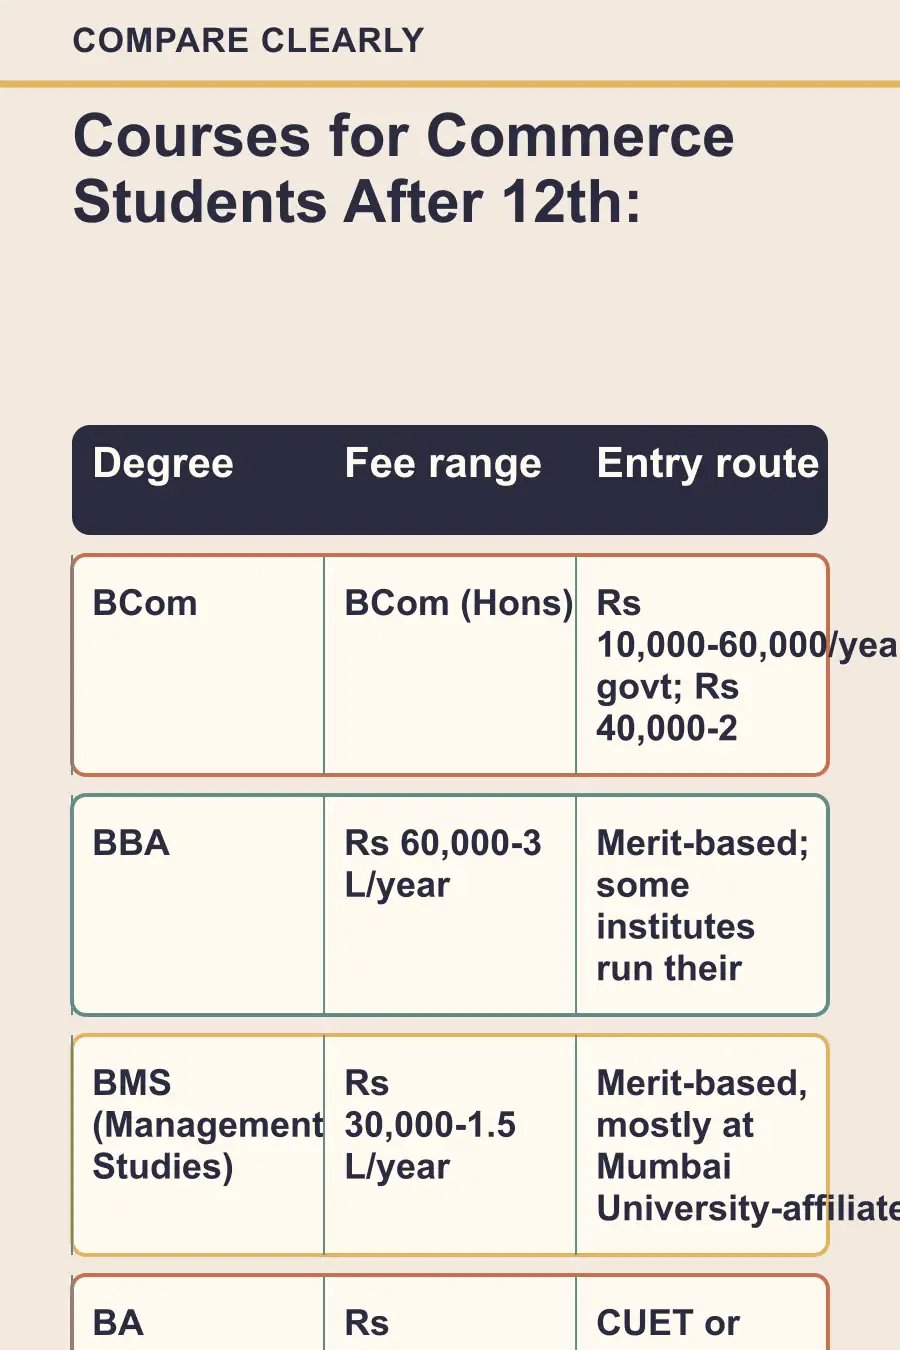 COMPARE CLEARLY
Courses for Commerce
Students After 12th:
Degree
Fee range
Entry route
BCom
BCom (Hons)
Rs
10,000-60,000/yea
govt; Rs
40,000-2
BBA
Rs 60,000-3
L/year
Merit-based;
some
institutes
run their
BMS
(Management
Studies)
Rs
30,000-1.5
L/year
Merit-based,
mostly at
Mumbai
University-affiliate
BA
Rs
CUET or